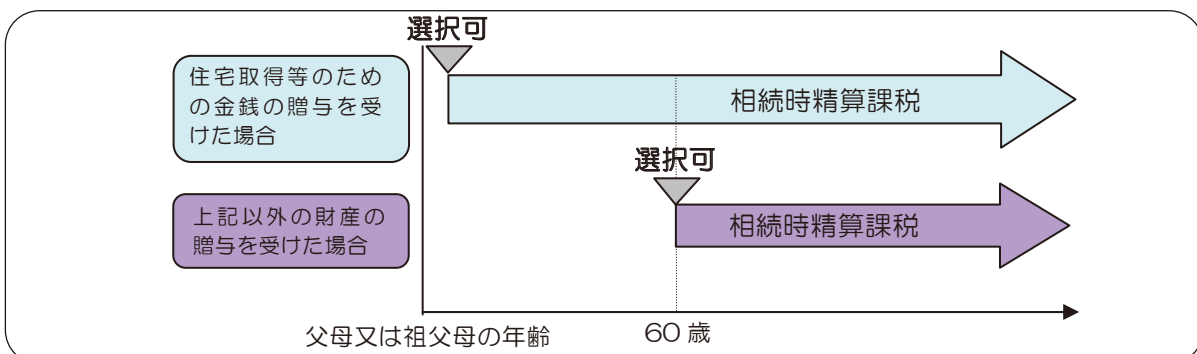 選択可
住宅取得等のため
の金銭の贈与を受
けた場合
相続時精算課税
選択可
上記以外の財産の
贈与を受けた場合
相続時精算課税
父母又は祖父母の年齢
60 歳